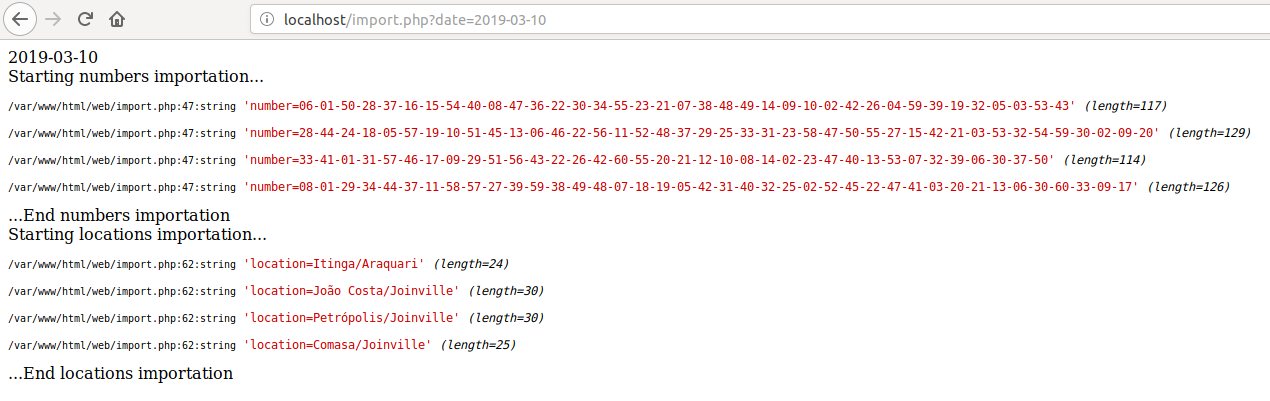 localhost/import.php?date=2019-03-10
2019-03-10
Starting numbers importation...
/var/www/html/web/import.php:47:string 'number=06-01-50-28-37-16-15-54-40-08-47-36-22-30-34-55-23-21-07-38-48-49-14-09-10-02-42-26-04-59-39-19-32-05-03-53-43' (length=117)
/var/www/html/web/import.php:47:string 'number=28-44-24-18-05-57-19-10-51-45-13-06-46-22-56-11-52-48-37-29-25-33-31-23-58-47-50-55-27-15-42-21-03-53-32-54-59-30-02-09-20' (length=129)
/var/www/html/web/import.php:47:string 'number=33-41-01-31-57-46-17-09-29-51-56-43-22-26-42-60-55-20-21-12-10-08-14-02-23-47-40-13-53-07-32-39-06-30-37-50' (length=114)
/var/www/html/web/import.php:47:string 'number=08-01-29-34-44-37-11-58-57-27-39-59-38-49-48-07-18-19-05-42-31-40-32-25-02-52-45-22-47-41-03-20-21-13-06-30-60-33-09-17' (length=126)
...End numbers importation
Starting locations importation...
/var/www/html/web/import.php:62:string 'location=Itinga/Araquari' (length=24)
/var/www/html/web/import.php:62:string 'location=João Costa/Joinville' (length=30)
/var/www/html/web/import.php:62:string 'location=Petrópolis/Joinville' (length=30)
/var/www/html/web/import.php:62:string 'location=Comasa/Joinville' (length=25)
...End locations importation